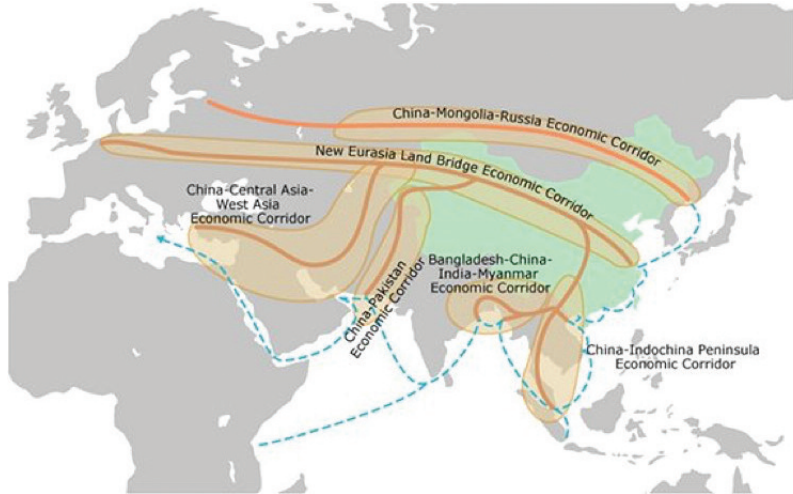 China-Mongolia-Russia Economic Corridor
New Eurasia Land Bridge Economic Corridor
China-Central Asia-
West Asia
Economic Corridor
Bangladesh-China-
India-Myanmar
Economic Corridor
China-Pakistan
Economic Corridor
China-Indochina Peninsula
Economic Corridor